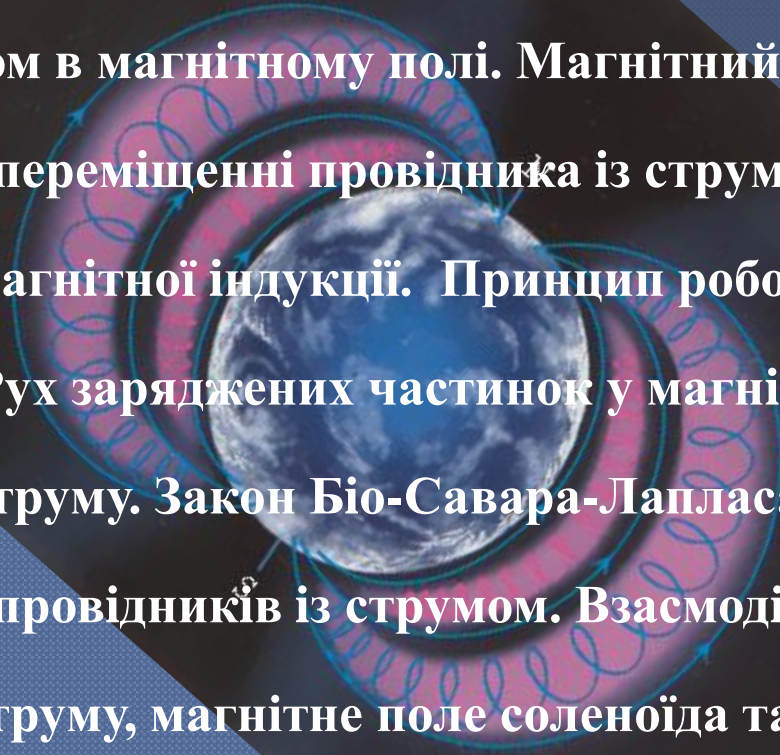 ом в магнітному полі. Магнітний
переміщенні провідника із струм
агнітної індукції. Принцип робо
Рух заряджених частинок у магні
труму. Закон Біо-Савара-Лаплас
провідників із струмом. Взаємоді
S
труму, магнітне поле соленоїда та